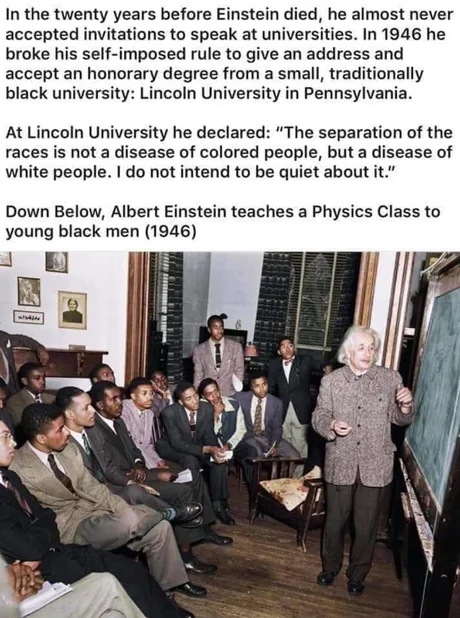 In the twenty years before Einstein died, he almost never
accepted invitations to speak at universities. In 1946 he
broke his self-imposed rule to give an address and
accept an honorary degree from a small, traditionally
black university: Lincoln University in Pennsylvania.
At Lincoln University he declared: “The separation of the
races is not a disease of colored people, but a disease of
white people. I do not intend to be quiet about it.”
Down Below, Albert Einstein teaches a Physics Class to
young black men (1946)